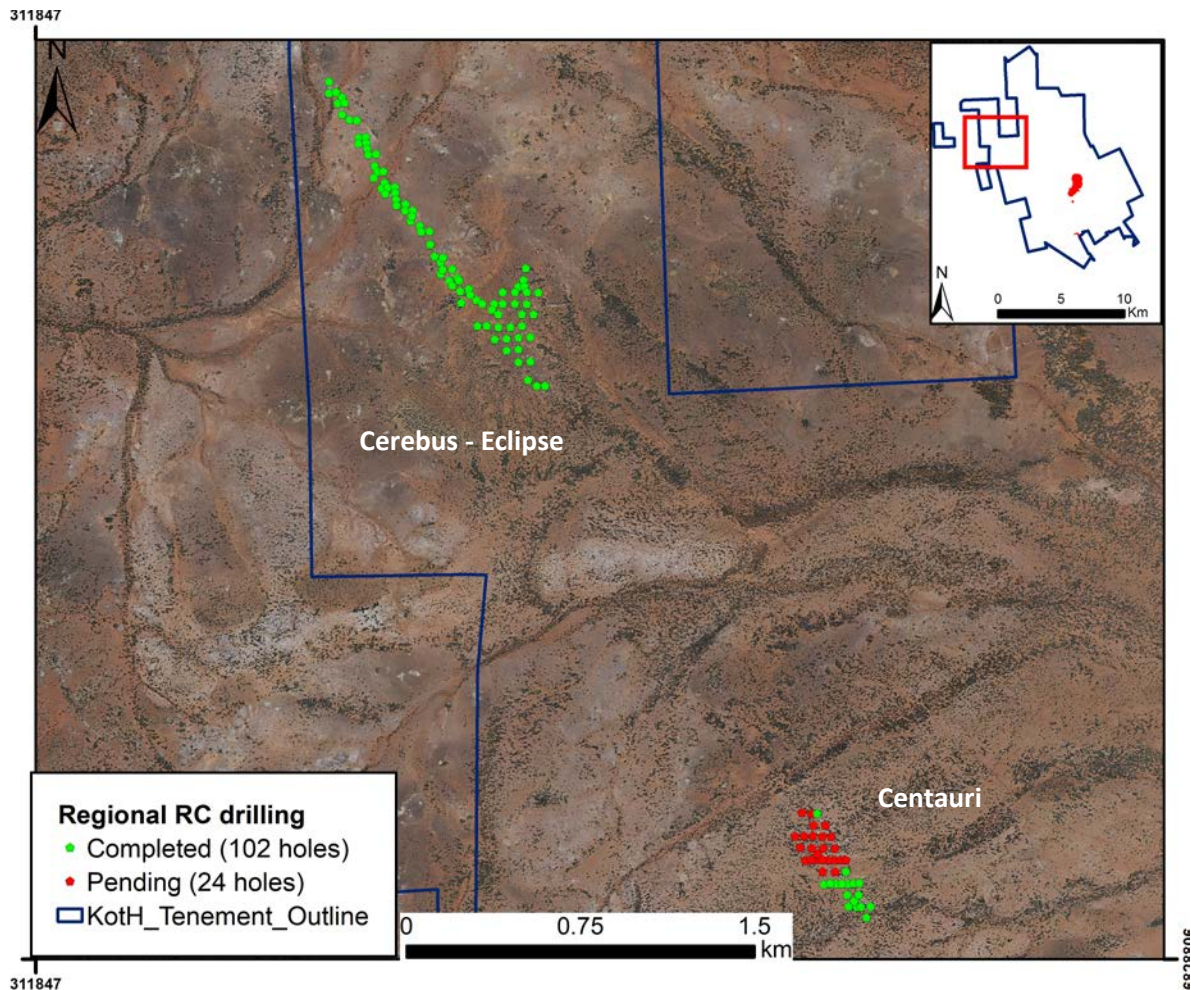 311847
N
N
0 5 10
Km
Cerebus - Eclipse
Centauri
Regional RC drilling
Completed (102 holes)
Pending (24 holes)
KotH_Tenement_Outline
0 0.75 1.5
km
311847